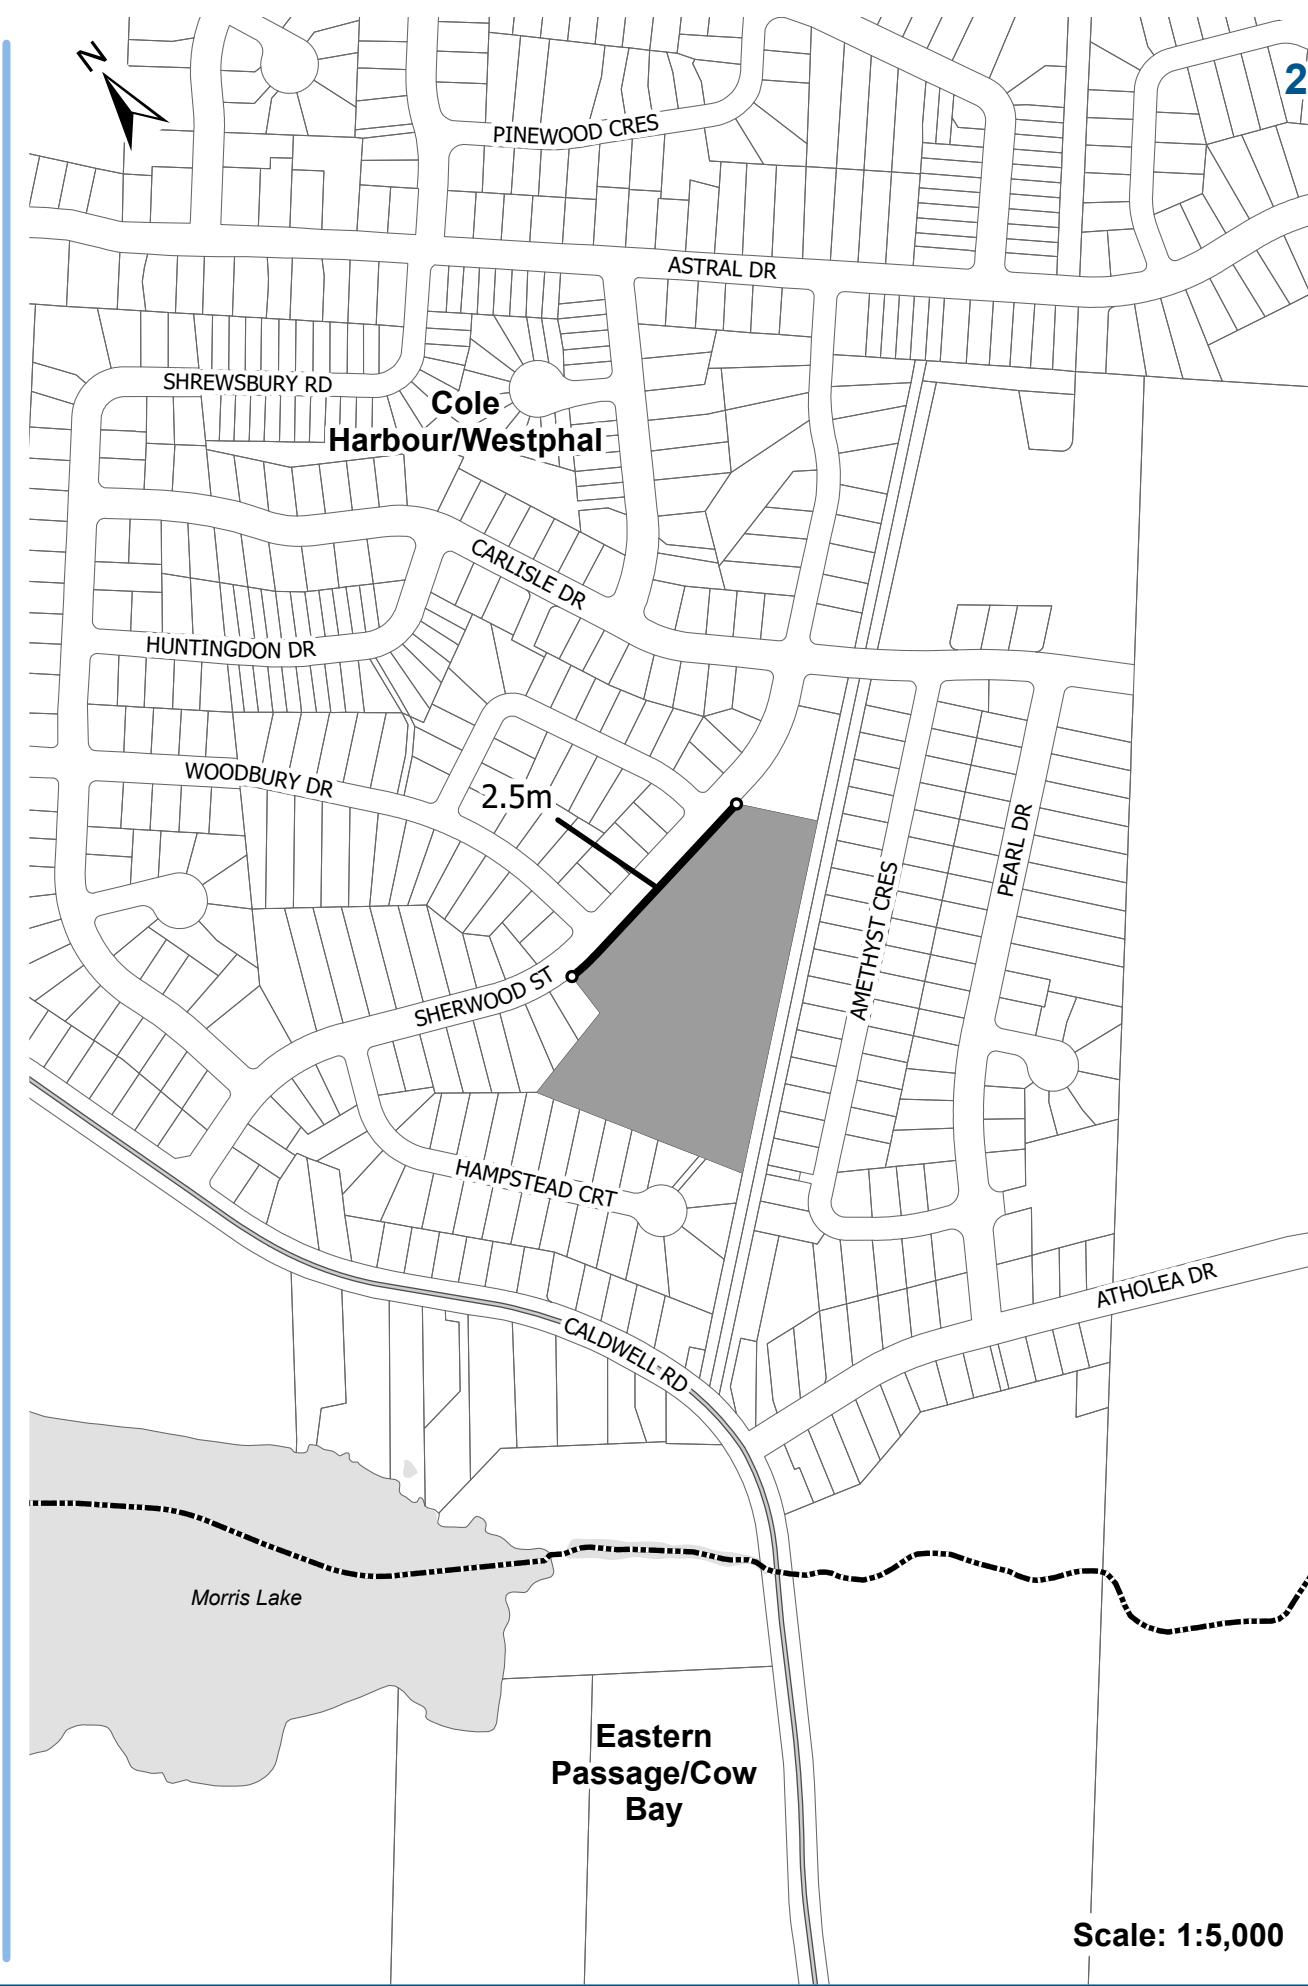 N
2
PINEWOOD CRES
ASTRAL DR
SHREWSBURY RD
Cole
Harbour/Westphal
CARLISLE DR
HUNTINGDON DR
WOODBURY DR
2.5m
PEARL DR
AMETHYST CRES
SHERWOOD ST
HAMPSTEAD CRT
ATHOLEA DR
CALDWELL RD
Morris Lake
Eastern
Passage/Cow
Bay
Scale: 1:5,000